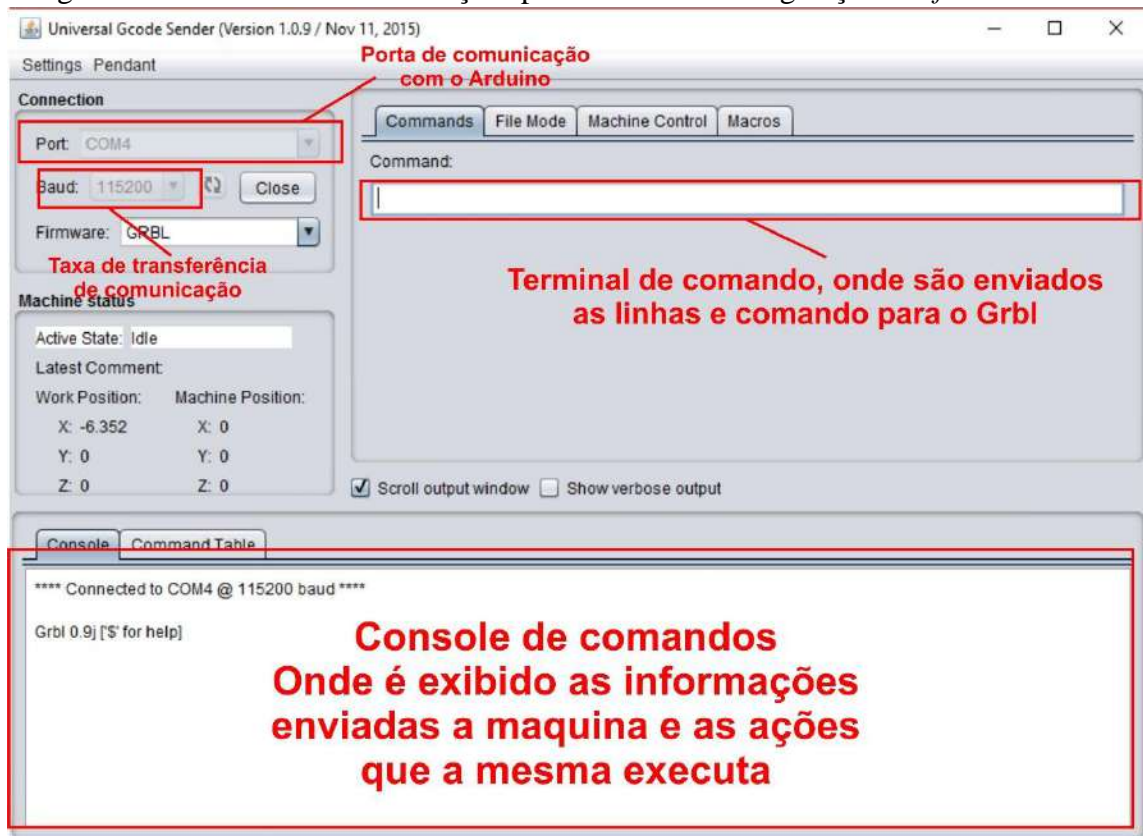 Universal Gcode Sender (Version 1.0.9 / Nov 11, 2015)
Settings Pendant
Porta de comunicação
com o Arduino
Connection
Port: COM4
Baud: 115200 Close
Firmware: GRBL
Taxa de transferência
de comunicação
Commands File Mode Machine Control Macros
Command:
Terminal de comando, onde são enviados
as linhas e comando para o Grbl
Machine status
Active State: Idle
Latest Comment:
Work Position: Machine Position:
X: -6.352 X: 0
Y: 0 Y: 0
Z: 0 Z: 0
Scroll output window Show verbose output
Console Command Table
**** Connected to COM4 @ 115200 baud ****
Grbl 0.9j ['$' for help]
Console de comandos
Onde é exibido as informações
enviadas a maquina e as ações
que a mesma executa